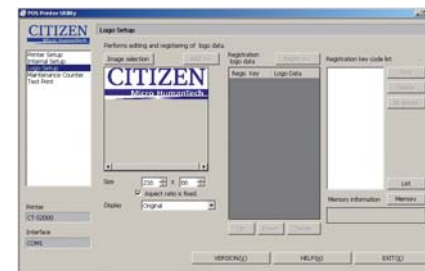 POS Printer Utility
CITIZEN
Micro HumanTech
Printer Setup
Internal Setup
Logo Setup
Maintenance Counter
Test Print
Printer
CT-S2000
Interface
COM1
Logo Setup
Performs editing and registering of logo data.
Image selection
CITIZEN
Micro HumanTech
Size
X
Aspect ratio is fixed.
Display
Original
Registration
logo data
Regist Key
Logo Data
Registration key code list
List
Memory information
Memory
VERSION(V)
HELP(H)
EXIT(X)